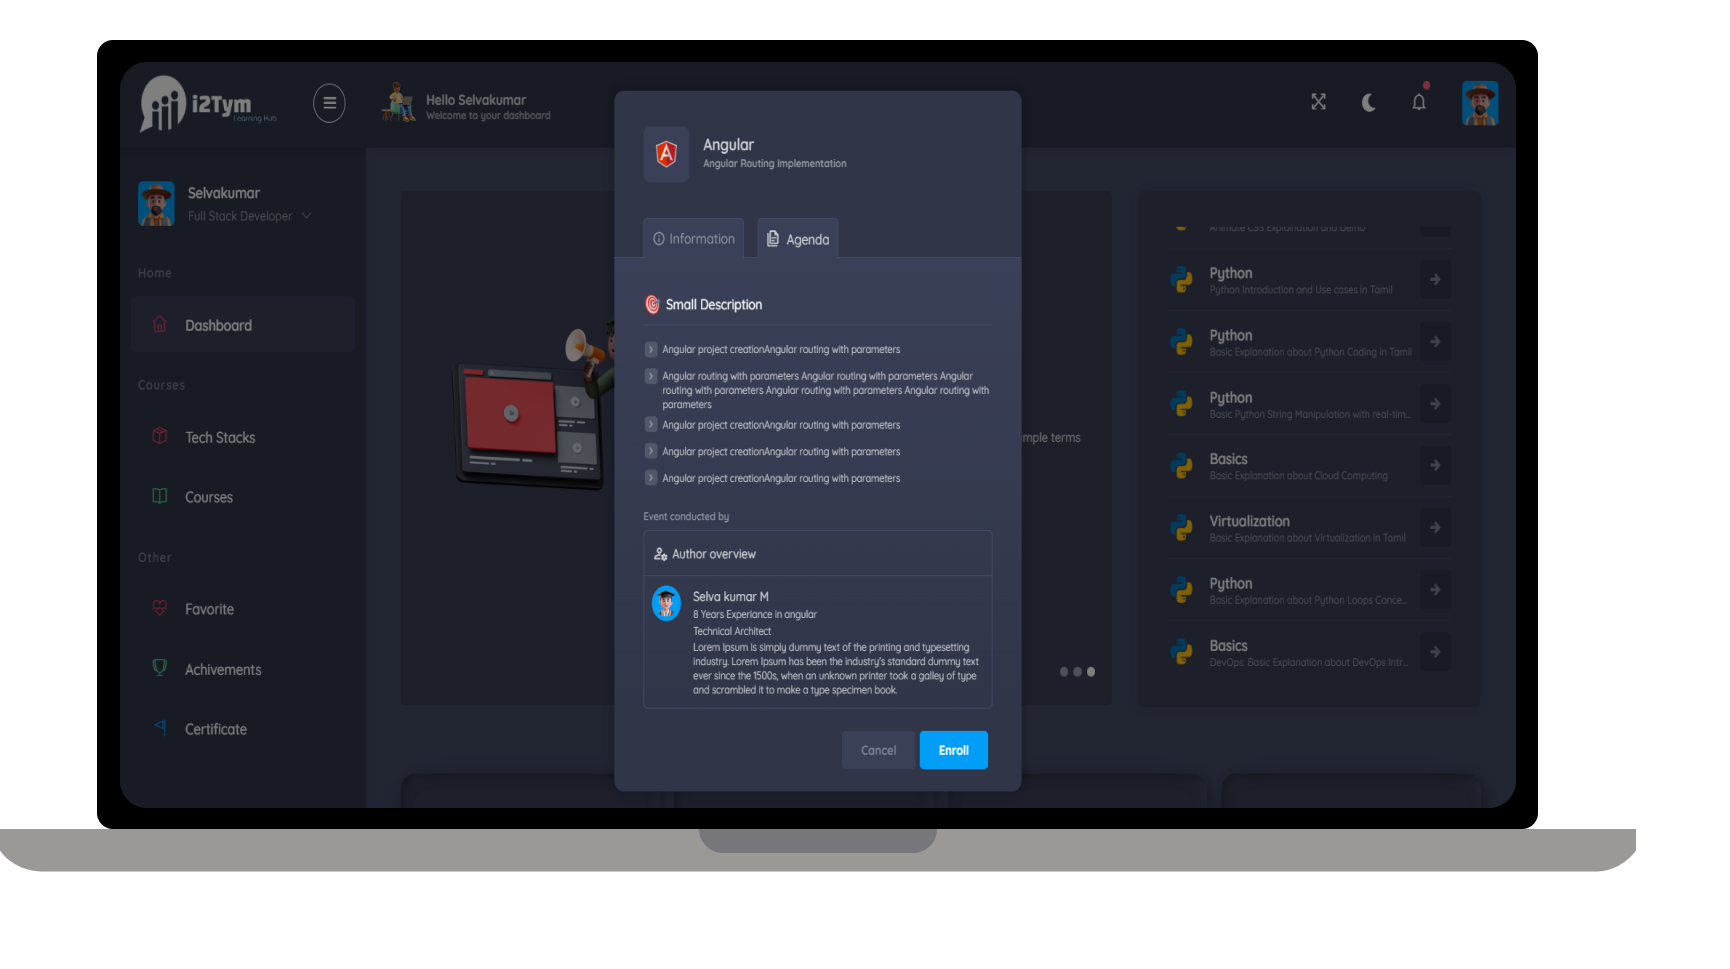 i2Tym
Learning Hub
Hello Selvakumar
Welcome to your dashboard
Selvakumar
Full Stack Developer
Home
Dashboard
Courses
Tech Stacks
Courses
Other
Favorite
Achivements
Certificate
Angular
Angular Routing Implementation
Information
Agenda
Small Description
Angular project creationAngular routing with parameters
Angular routing with parameters Angular routing with parameters Angular
routing with parameters Angular routing with parameters Angular routing with
parameters
Angular project creationAngular routing with parameters
Angular project creationAngular routing with parameters
Angular project creationAngular routing with parameters
Event conducted by
Author overview
Selva kumar M
8 Years Experiance in angular
Technical Architect
Lorem Ipsum is simply dummy text of the printing and typesetting
industry. Lorem Ipsum has been the industry's standard dummy text
ever since the 1500s, when an unknown printer took a galley of type
and scrambled it to make a type specimen book.
Cancel
Enroll
mple terms
Animate CSS Explaination and Demo
Python
Python Introduction and Use cases in Tamil
Python
Basic Explanation about Python Coding in Tamil
Python
Basic Python String Manipulation with real-tim...
Basics
Basic Explanation about Cloud Computing
Virtualization
Basic Explanation about Virtualization in Tamil
Python
Basic Explanation about Python Loops Conce...
Basics
DevOps: Basic Explanation about DevOps Intr...